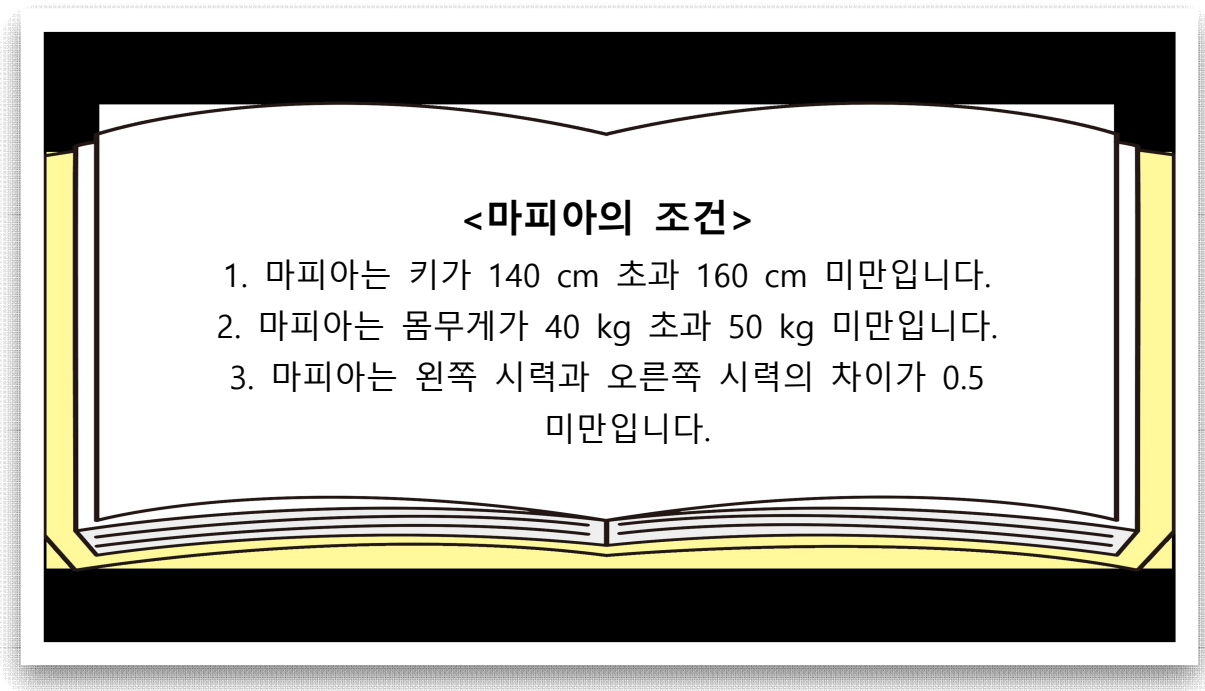 <마피아의 조건>
1. 마피아는 키가 140 cm 초과 160 cm 미만입니다.
2. 마피아는 몸무게가 40 kg 초과 50 kg 미만입니다.
3. 마피아는 왼쪽 시력과 오른쪽 시력의 차이가 0.5
미만입니다.